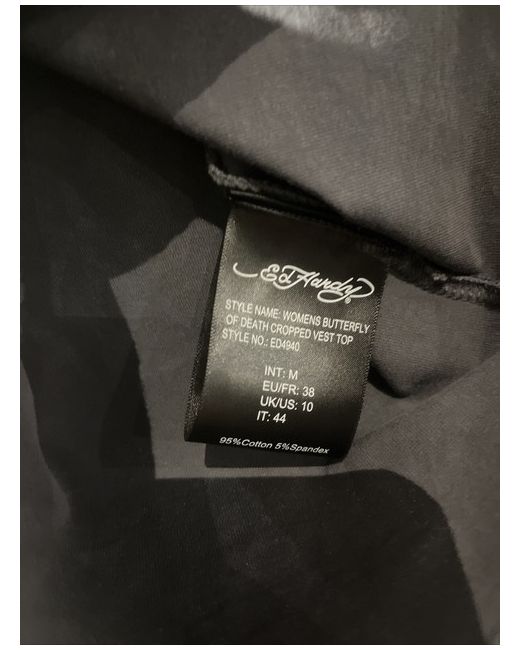 Ed Hardy®
STYLE NAME: WOMENS BUTTERFLY
OF DEATH CROPPED VEST TOP
STYLE NO.: ED4940
INT: M
EU/FR: 38
UK/US: 10
IT: 44
95%Cotton 5%Spandex